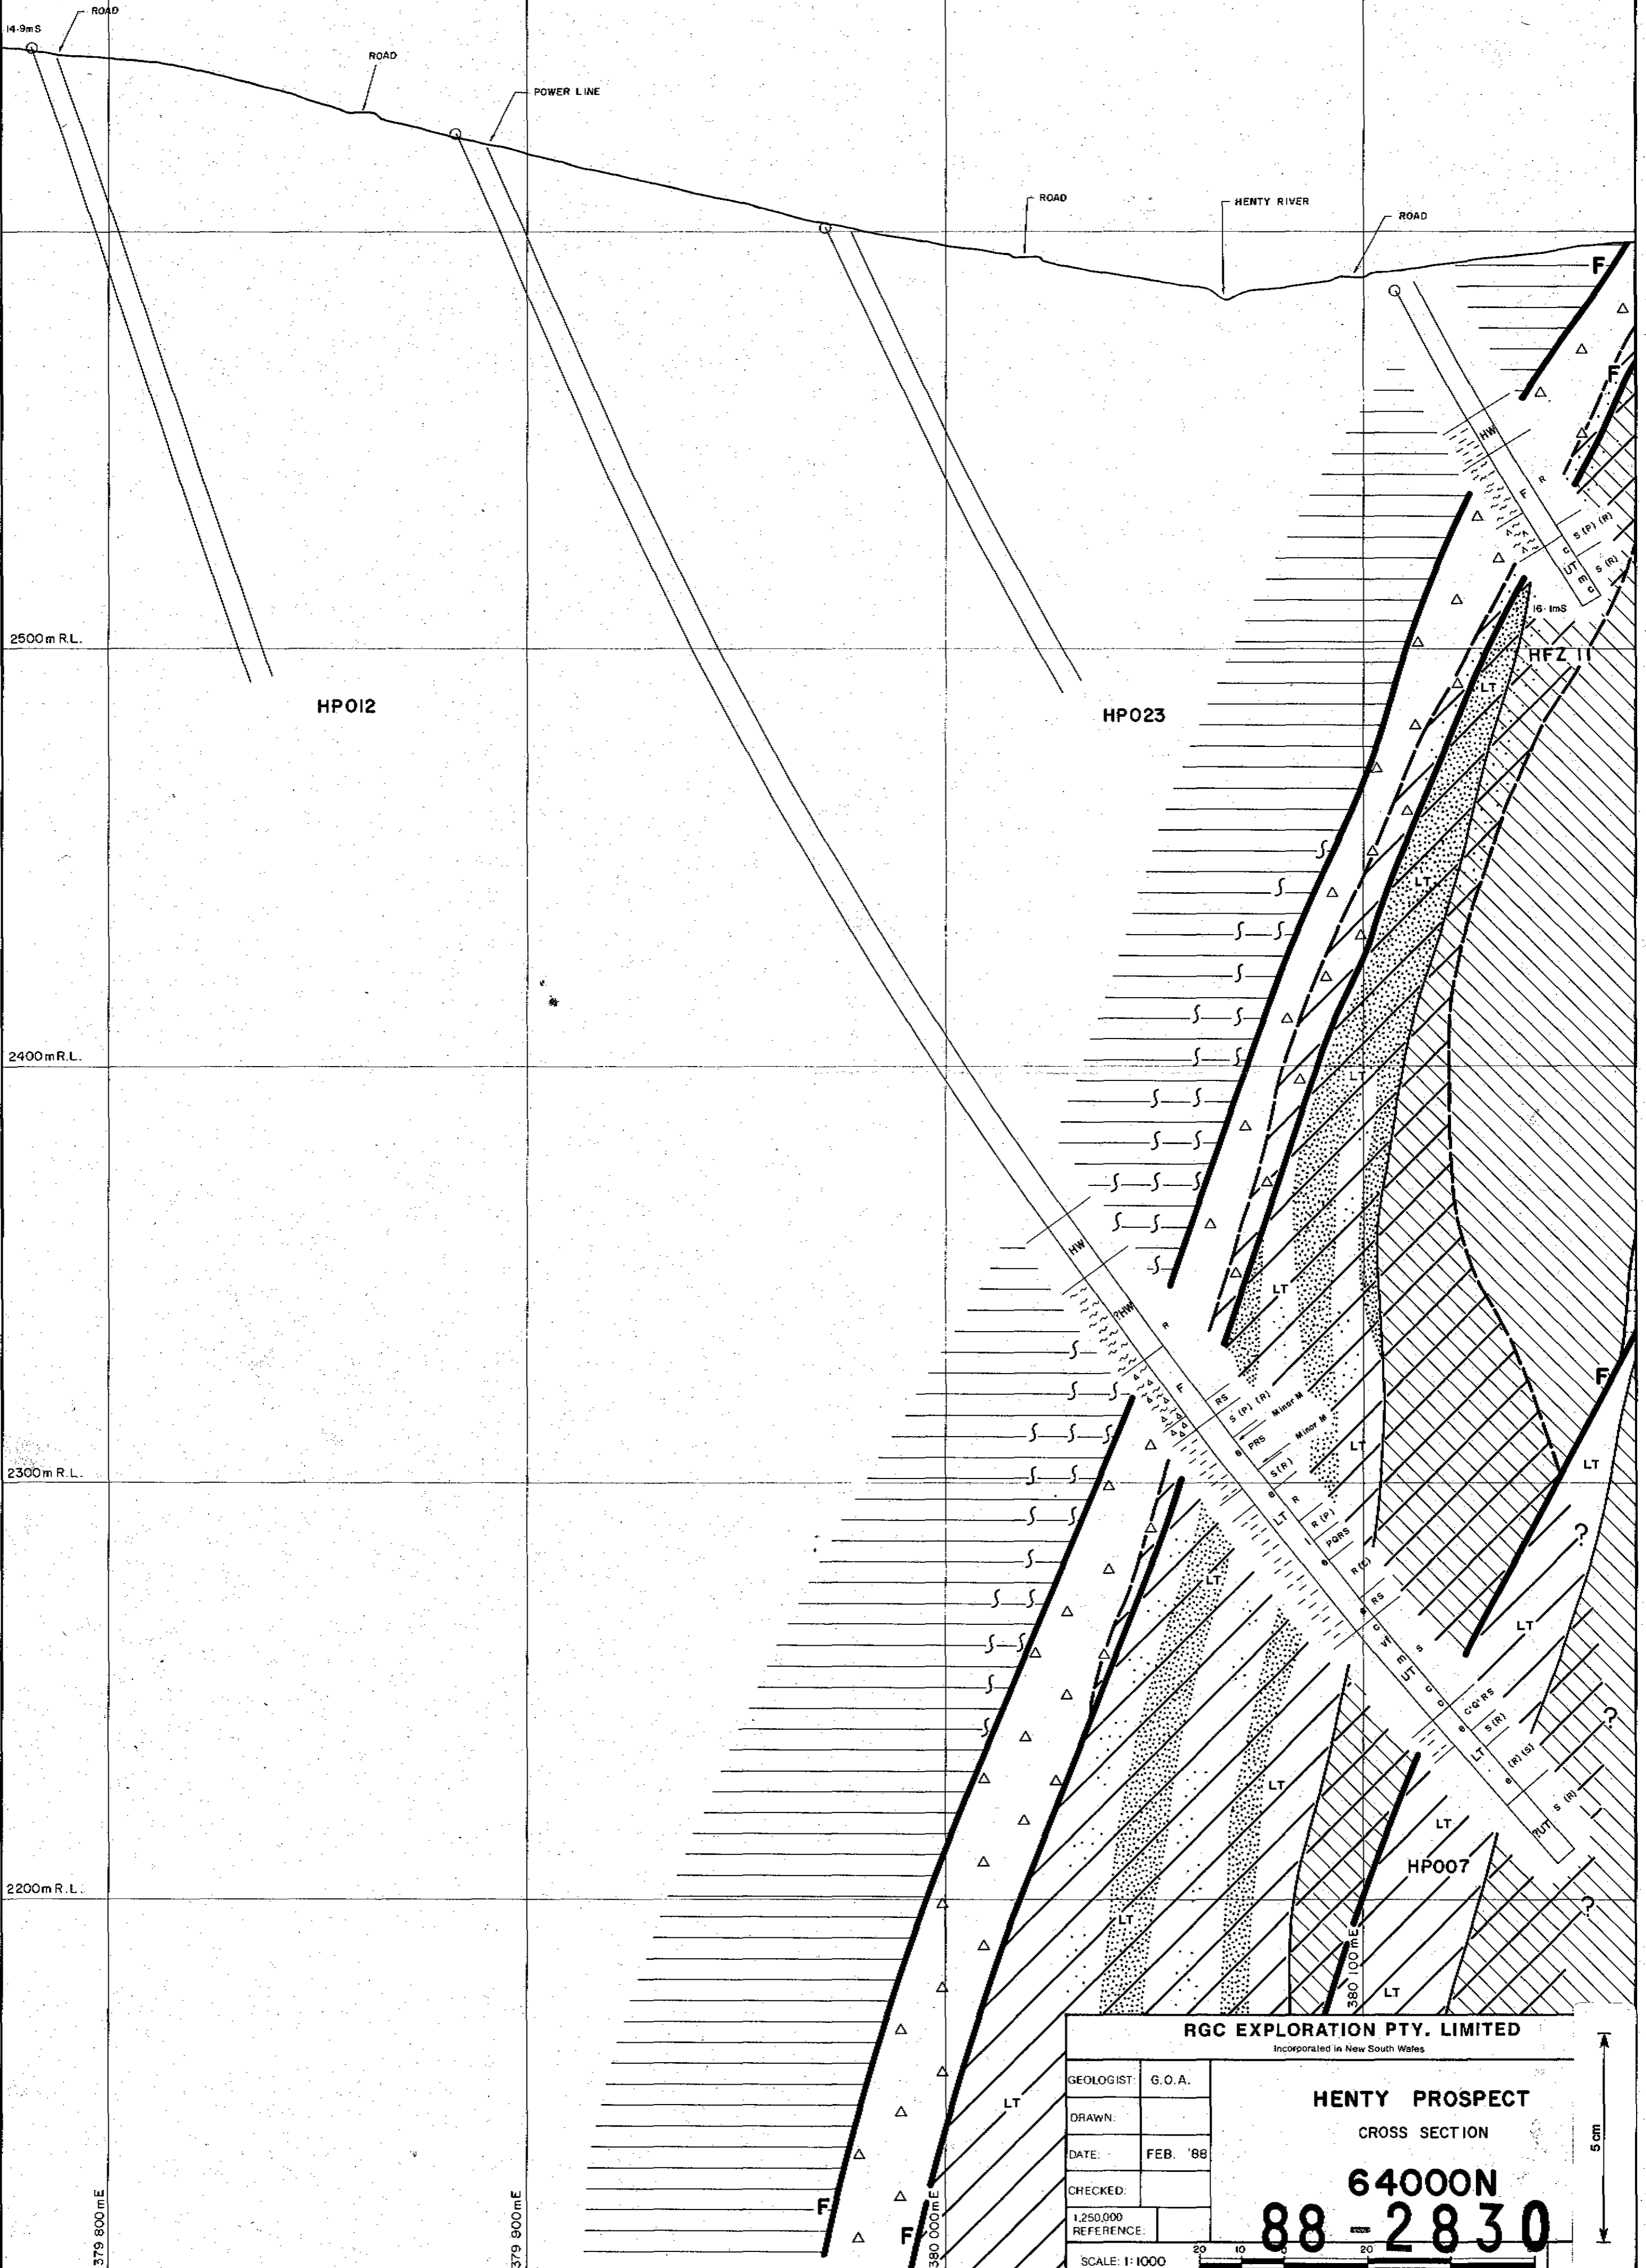 ROAD
14·9mS
ROAD
POWER LINE
ROAD
HENTY RIVER
ROAD
F
F
HW
F
R
S (P) (R)
c
UT
m
c
S (R)
16·1mS
2500m R.L.
HFZ 11
LT
HP012
HP023
LT
2400m R.L.
LT
HW
LT
?HW
R
F
F
RS
S (P) (R)
Minor M
Minor M
PRS
LT
S(R)
LT
2300m R.L.
R
LT
R (P)
PQRS
?
LT
RS
LT
S
?
CQRS
S(R)
LT
LT
(R) (S)
S (R)
LT
?UT
HP007
2200m R.L.
?
LT
380 100mE
LT
RGC EXPLORATION PTY. LIMITED
Incorporated in New South Wales
GEOLOGIST: G.O.A.
HENTY PROSPECT
LT
DRAWN:
CROSS SECTION
DATE: FEB. '88
5cm
CHECKED:
64000N
F
F
1:250,000
REFERENCE:
88-2830
379 800mE
379 900mE
380 000mE
SCALE: 1:1000
20 10 0 20